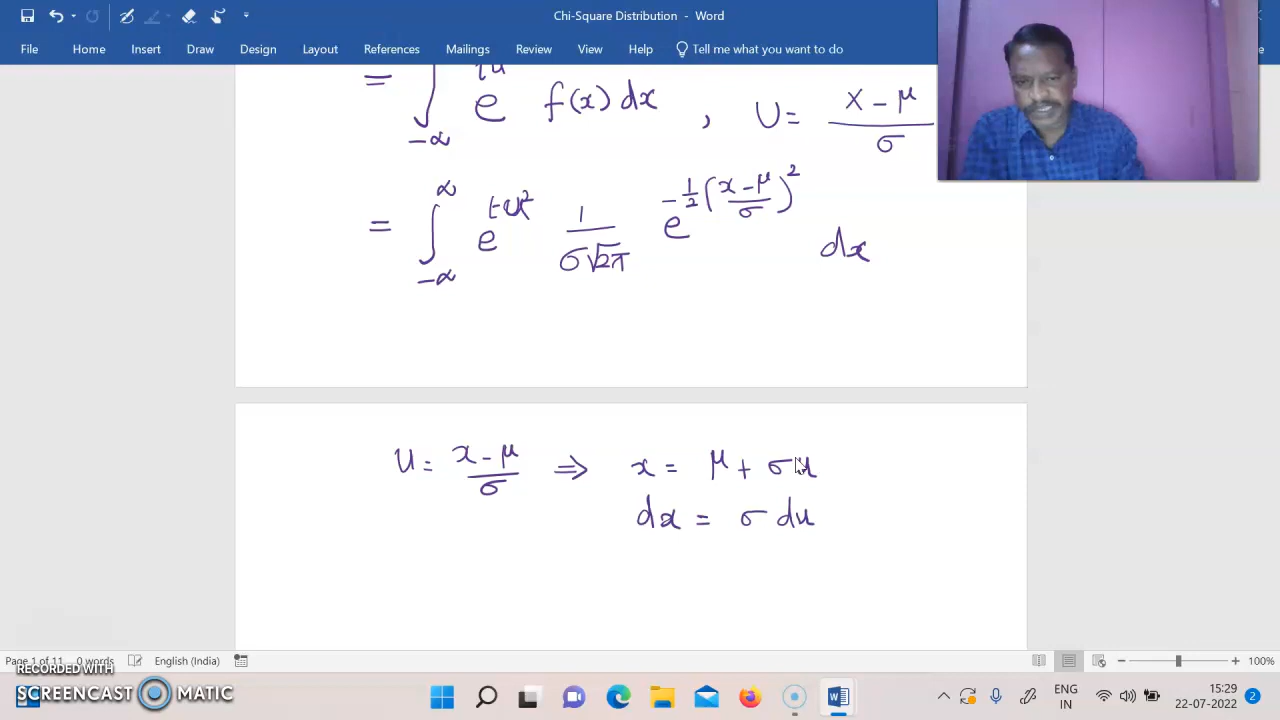 Chi-Square Distribution - Word
File Home Insert Draw Design Layout References Mailings Review View Help Tell me what you want to do
= ∫_{-∞} e^{tu} f(x) dx , U = (X - μ)/σ
= ∫_{-∞}^{∞} e^{tu²} 1/(σ√2π) e^{-1/2 ((x-μ)/σ)²} dx
u = (x - μ)/σ ⇒ x = μ + σu
dx = σ du
Page 1 of 11 0 words English (India) 100%
RECORDED WITH
SCREENCAST MATIC
ENG
IN
15:29
22-07-2022
2